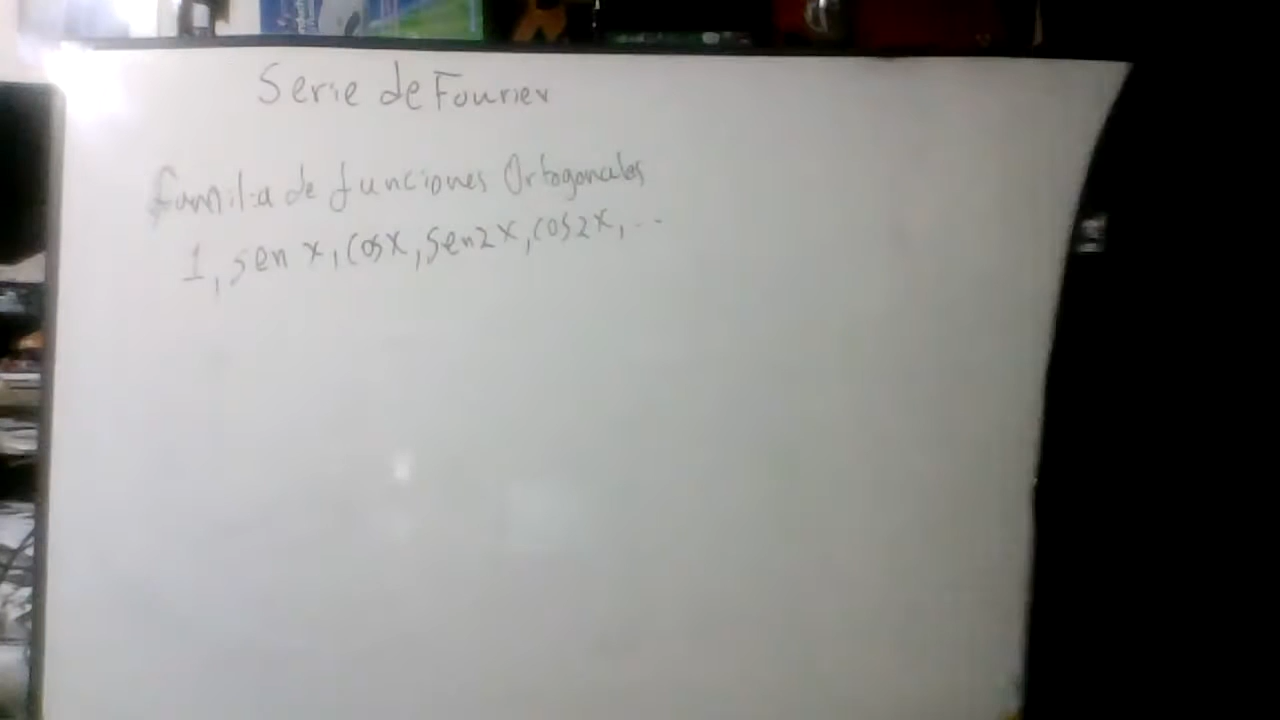 Serie de Fourier
Familia de funciones Ortogonales
1, sen x, cos x, sen2x, cos2x, ...